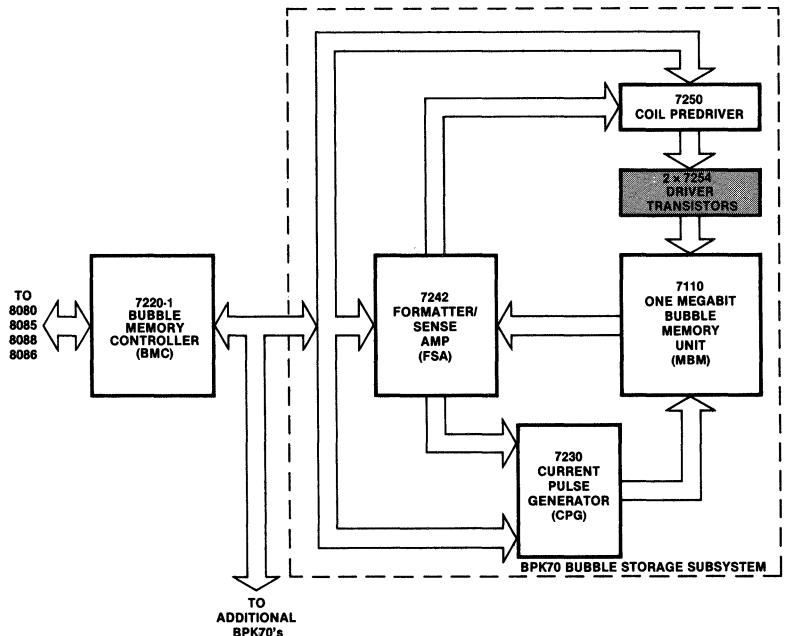 7250
COIL PREDRIVER
2 x 7254
DRIVER
TRANSISTORS
TO
8080
8085
8088
8086
7220-1
BUBBLE
MEMORY
CONTROLLER
(BMC)
7242
FORMATTER/
SENSE
AMP
(FSA)
7110
ONE MEGABIT
BUBBLE
MEMORY
UNIT
(MBM)
7230
CURRENT
PULSE
GENERATOR
(CPG)
BPK70 BUBBLE STORAGE SUBSYSTEM
TO
ADDITIONAL
BPK70's